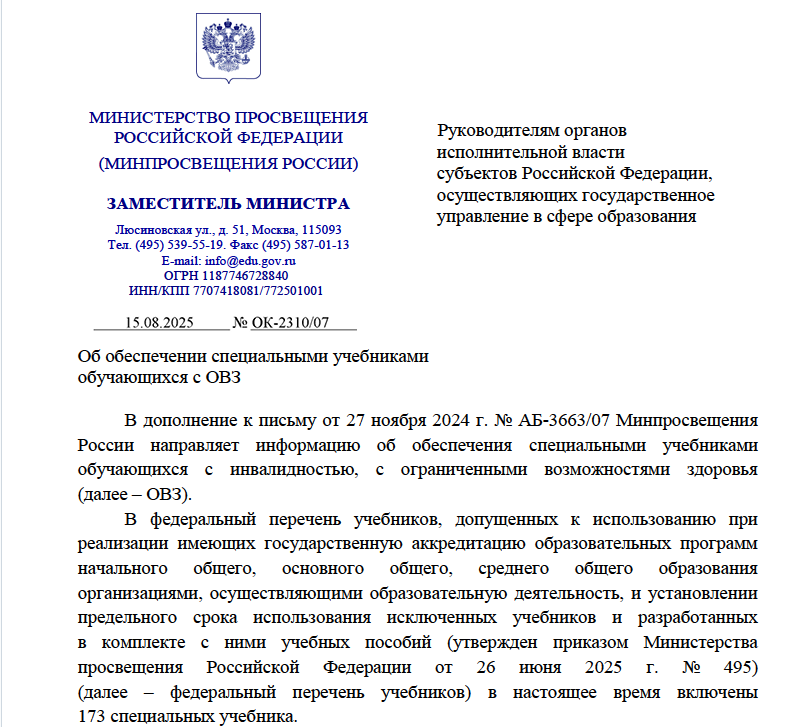 МИНИСТЕРСТВО ПРОСВЕЩЕНИЯ
РОССИЙСКОЙ ФЕДЕРАЦИИ
(МИНПРОСВЕЩЕНИЯ РОССИИ)
ЗАМЕСТИТЕЛЬ МИНИСТРА
Люсиновская ул., д. 51, Москва, 115093
Тел. (495) 539-55-19. Факс (495) 587-01-13
E-mail: info@edu.gov.ru
ОГРН 1187746728840
ИНН/КПП 7707418081/772501001
15.08.2025 № ОК-2310/07
Руководителям органов
исполнительной власти
субъектов Российской Федерации,
осуществляющих государственное
управление в сфере образования
Об обеспечении специальными учебниками
обучающихся с ОВЗ
В дополнение к письму от 27 ноября 2024 г. № АБ-3663/07 Минпросвещения
России направляет информацию об обеспечения специальными учебниками
обучающихся с инвалидностью, с ограниченными возможностями здоровья
(далее – ОВЗ).
В федеральный перечень учебников, допущенных к использованию при
реализации имеющих государственную аккредитацию образовательных программ
начального общего, основного общего, среднего общего образования
организациями, осуществляющими образовательную деятельность, и установлении
предельного срока использования исключенных учебников и разработанных
в комплекте с ними учебных пособий (утвержден приказом Министерства
просвещения Российской Федерации от 26 июня 2025 г. № 495)
(далее – федеральный перечень учебников) в настоящее время включены
173 специальных учебника.